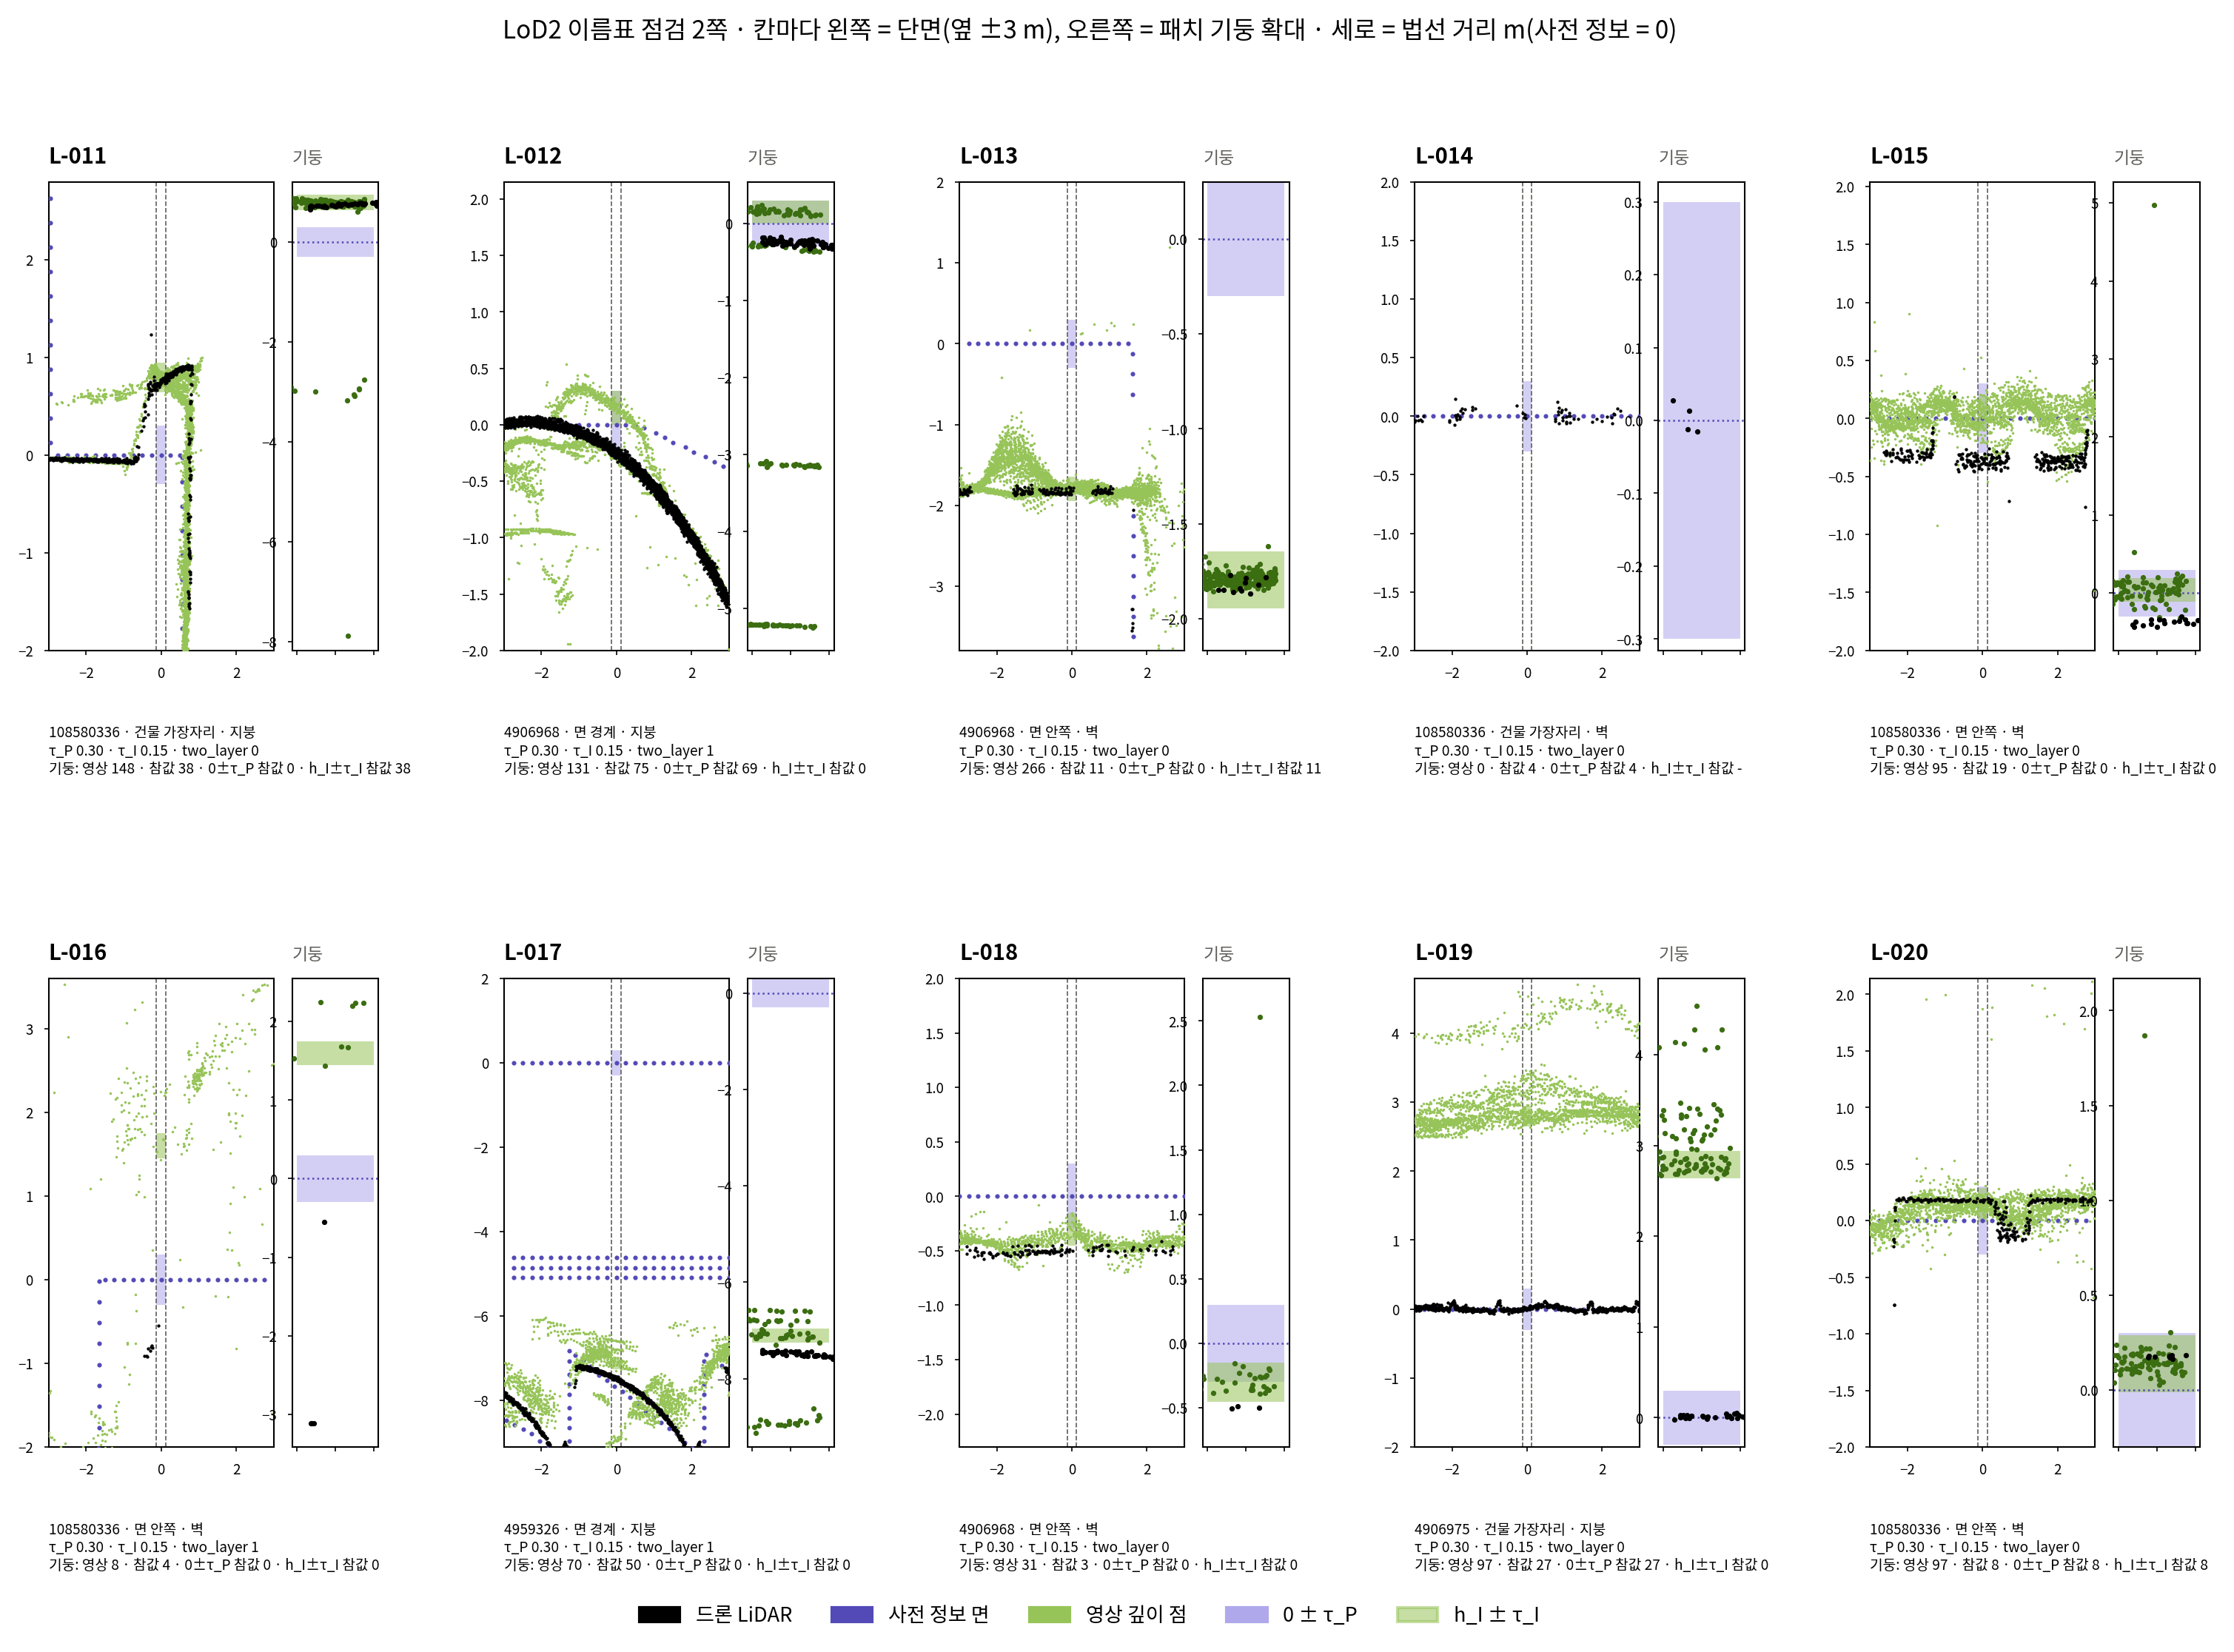 LoD2 이름표 점검 2쪽 · 칸마다 왼쪽 = 단면(옆 ±3 m), 오른쪽 = 패치 기둥 확대 · 세로 = 법선 거리 m(사전 정보 = 0)
L-011 기둥
L-012 기둥
L-013 기둥
L-014 기둥
L-015 기둥
108580336 · 건물 가장자리 · 지붕
τ_P 0.30 · τ_I 0.15 · two_layer 0
기둥: 영상 148 · 참값 38 · 0±τ_P 참값 0 · h_I±τ_I 참값 38
4906968 · 면 경계 · 지붕
τ_P 0.30 · τ_I 0.15 · two_layer 1
기둥: 영상 131 · 참값 75 · 0±τ_P 참값 69 · h_I±τ_I 참값 0
4906968 · 면 안쪽 · 벽
τ_P 0.30 · τ_I 0.15 · two_layer 0
기둥: 영상 266 · 참값 11 · 0±τ_P 참값 0 · h_I±τ_I 참값 11
108580336 · 건물 가장자리 · 벽
τ_P 0.30 · τ_I 0.15 · two_layer 0
기둥: 영상 0 · 참값 4 · 0±τ_P 참값 4 · h_I±τ_I 참값 -
108580336 · 면 안쪽 · 벽
τ_P 0.30 · τ_I 0.15 · two_layer 0
기둥: 영상 95 · 참값 19 · 0±τ_P 참값 0 · h_I±τ_I 참값 0
L-016 기둥
L-017 기둥
L-018 기둥
L-019 기둥
L-020 기둥
108580336 · 면 안쪽 · 벽
τ_P 0.30 · τ_I 0.15 · two_layer 1
기둥: 영상 8 · 참값 4 · 0±τ_P 참값 0 · h_I±τ_I 참값 0
4959326 · 면 경계 · 지붕
τ_P 0.30 · τ_I 0.15 · two_layer 1
기둥: 영상 70 · 참값 50 · 0±τ_P 참값 0 · h_I±τ_I 참값 0
4906968 · 면 안쪽 · 벽
τ_P 0.30 · τ_I 0.15 · two_layer 0
기둥: 영상 31 · 참값 3 · 0±τ_P 참값 0 · h_I±τ_I 참값 0
4906975 · 건물 가장자리 · 지붕
τ_P 0.30 · τ_I 0.15 · two_layer 0
기둥: 영상 97 · 참값 27 · 0±τ_P 참값 27 · h_I±τ_I 참값 0
108580336 · 면 안쪽 · 벽
τ_P 0.30 · τ_I 0.15 · two_layer 0
기둥: 영상 97 · 참값 8 · 0±τ_P 참값 8 · h_I±τ_I 참값 8
드론 LiDAR 사전 정보 면 영상 깊이 점 0 ± τ_P h_I ± τ_I